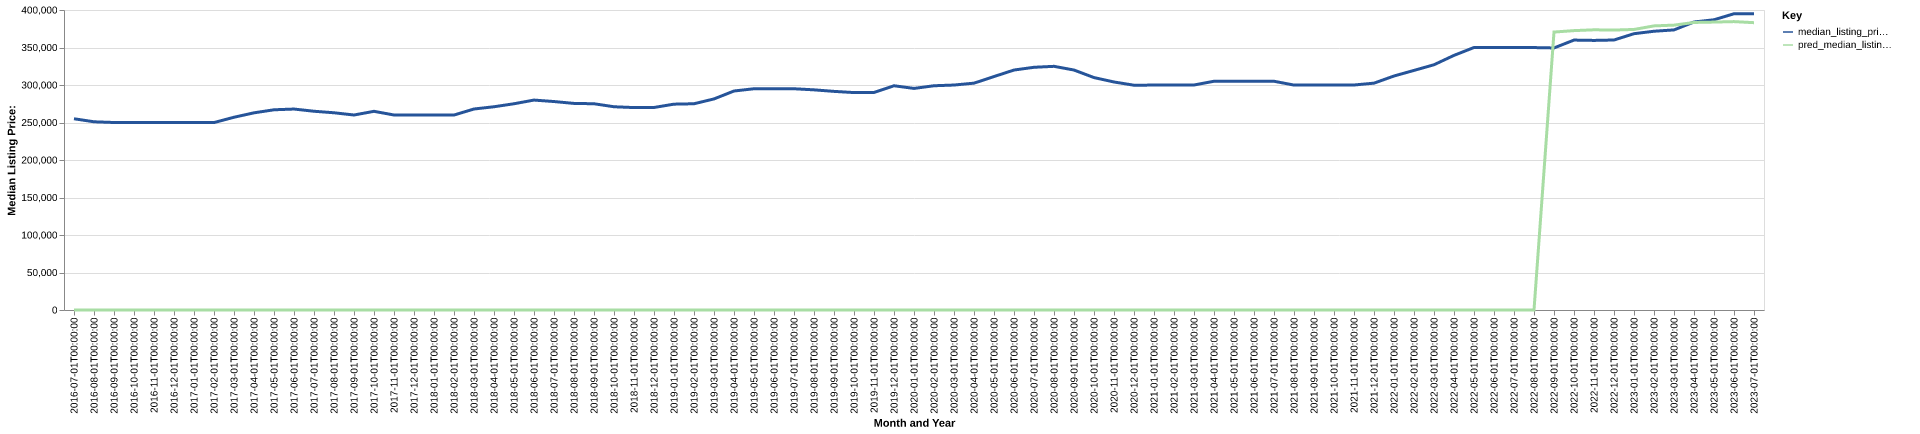 400,000
350,000
300,000
250,000
200,000
150,000
100,000
50,000
0
Median Listing Price:
2016-07-01T00:00:00
2016-08-01T00:00:00
2016-09-01T00:00:00
2016-10-01T00:00:00
2016-11-01T00:00:00
2016-12-01T00:00:00
2017-01-01T00:00:00
2017-02-01T00:00:00
2017-03-01T00:00:00
2017-04-01T00:00:00
2017-05-01T00:00:00
2017-06-01T00:00:00
2017-07-01T00:00:00
2017-08-01T00:00:00
2017-09-01T00:00:00
2017-10-01T00:00:00
2017-11-01T00:00:00
2017-12-01T00:00:00
2018-01-01T00:00:00
2018-02-01T00:00:00
2018-03-01T00:00:00
2018-04-01T00:00:00
2018-05-01T00:00:00
2018-06-01T00:00:00
2018-07-01T00:00:00
2018-08-01T00:00:00
2018-09-01T00:00:00
2018-10-01T00:00:00
2018-11-01T00:00:00
2018-12-01T00:00:00
2019-01-01T00:00:00
2019-02-01T00:00:00
2019-03-01T00:00:00
2019-04-01T00:00:00
2019-05-01T00:00:00
2019-06-01T00:00:00
2019-07-01T00:00:00
2019-08-01T00:00:00
2019-09-01T00:00:00
2019-10-01T00:00:00
2019-11-01T00:00:00
2019-12-01T00:00:00
2020-01-01T00:00:00
2020-02-01T00:00:00
2020-03-01T00:00:00
2020-04-01T00:00:00
2020-05-01T00:00:00
2020-06-01T00:00:00
2020-07-01T00:00:00
2020-08-01T00:00:00
2020-09-01T00:00:00
2020-10-01T00:00:00
2020-11-01T00:00:00
2020-12-01T00:00:00
2021-01-01T00:00:00
2021-02-01T00:00:00
2021-03-01T00:00:00
2021-04-01T00:00:00
2021-05-01T00:00:00
2021-06-01T00:00:00
2021-07-01T00:00:00
2021-08-01T00:00:00
2021-09-01T00:00:00
2021-10-01T00:00:00
2021-11-01T00:00:00
2021-12-01T00:00:00
2022-01-01T00:00:00
2022-02-01T00:00:00
2022-03-01T00:00:00
2022-04-01T00:00:00
2022-05-01T00:00:00
2022-06-01T00:00:00
2022-07-01T00:00:00
2022-08-01T00:00:00
2022-09-01T00:00:00
2022-10-01T00:00:00
2022-11-01T00:00:00
2022-12-01T00:00:00
2023-01-01T00:00:00
2023-02-01T00:00:00
2023-03-01T00:00:00
2023-04-01T00:00:00
2023-05-01T00:00:00
2023-06-01T00:00:00
2023-07-01T00:00:00
Month and Year
Key
median_listing_pri…
pred_median_listin…